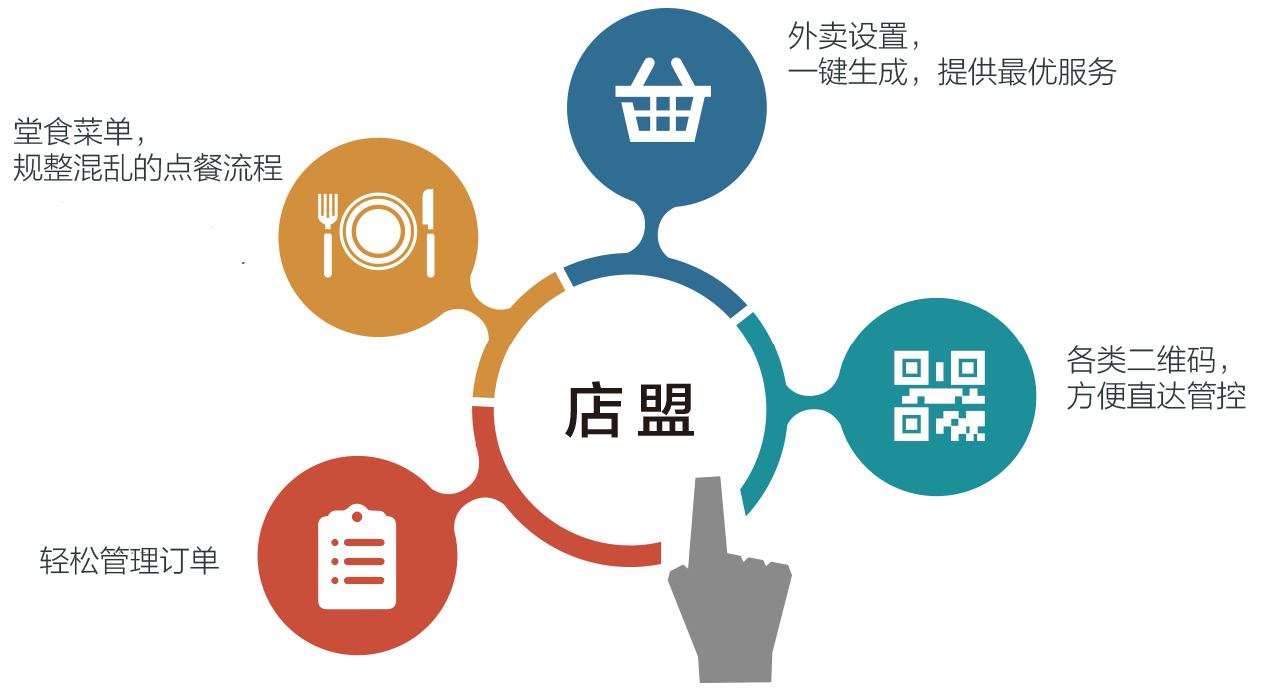 外卖设置，
一键生成，提供最优服务
堂食菜单，
规整混乱的点餐流程
各类二维码，
方便直达管控
店盟
轻松管理订单